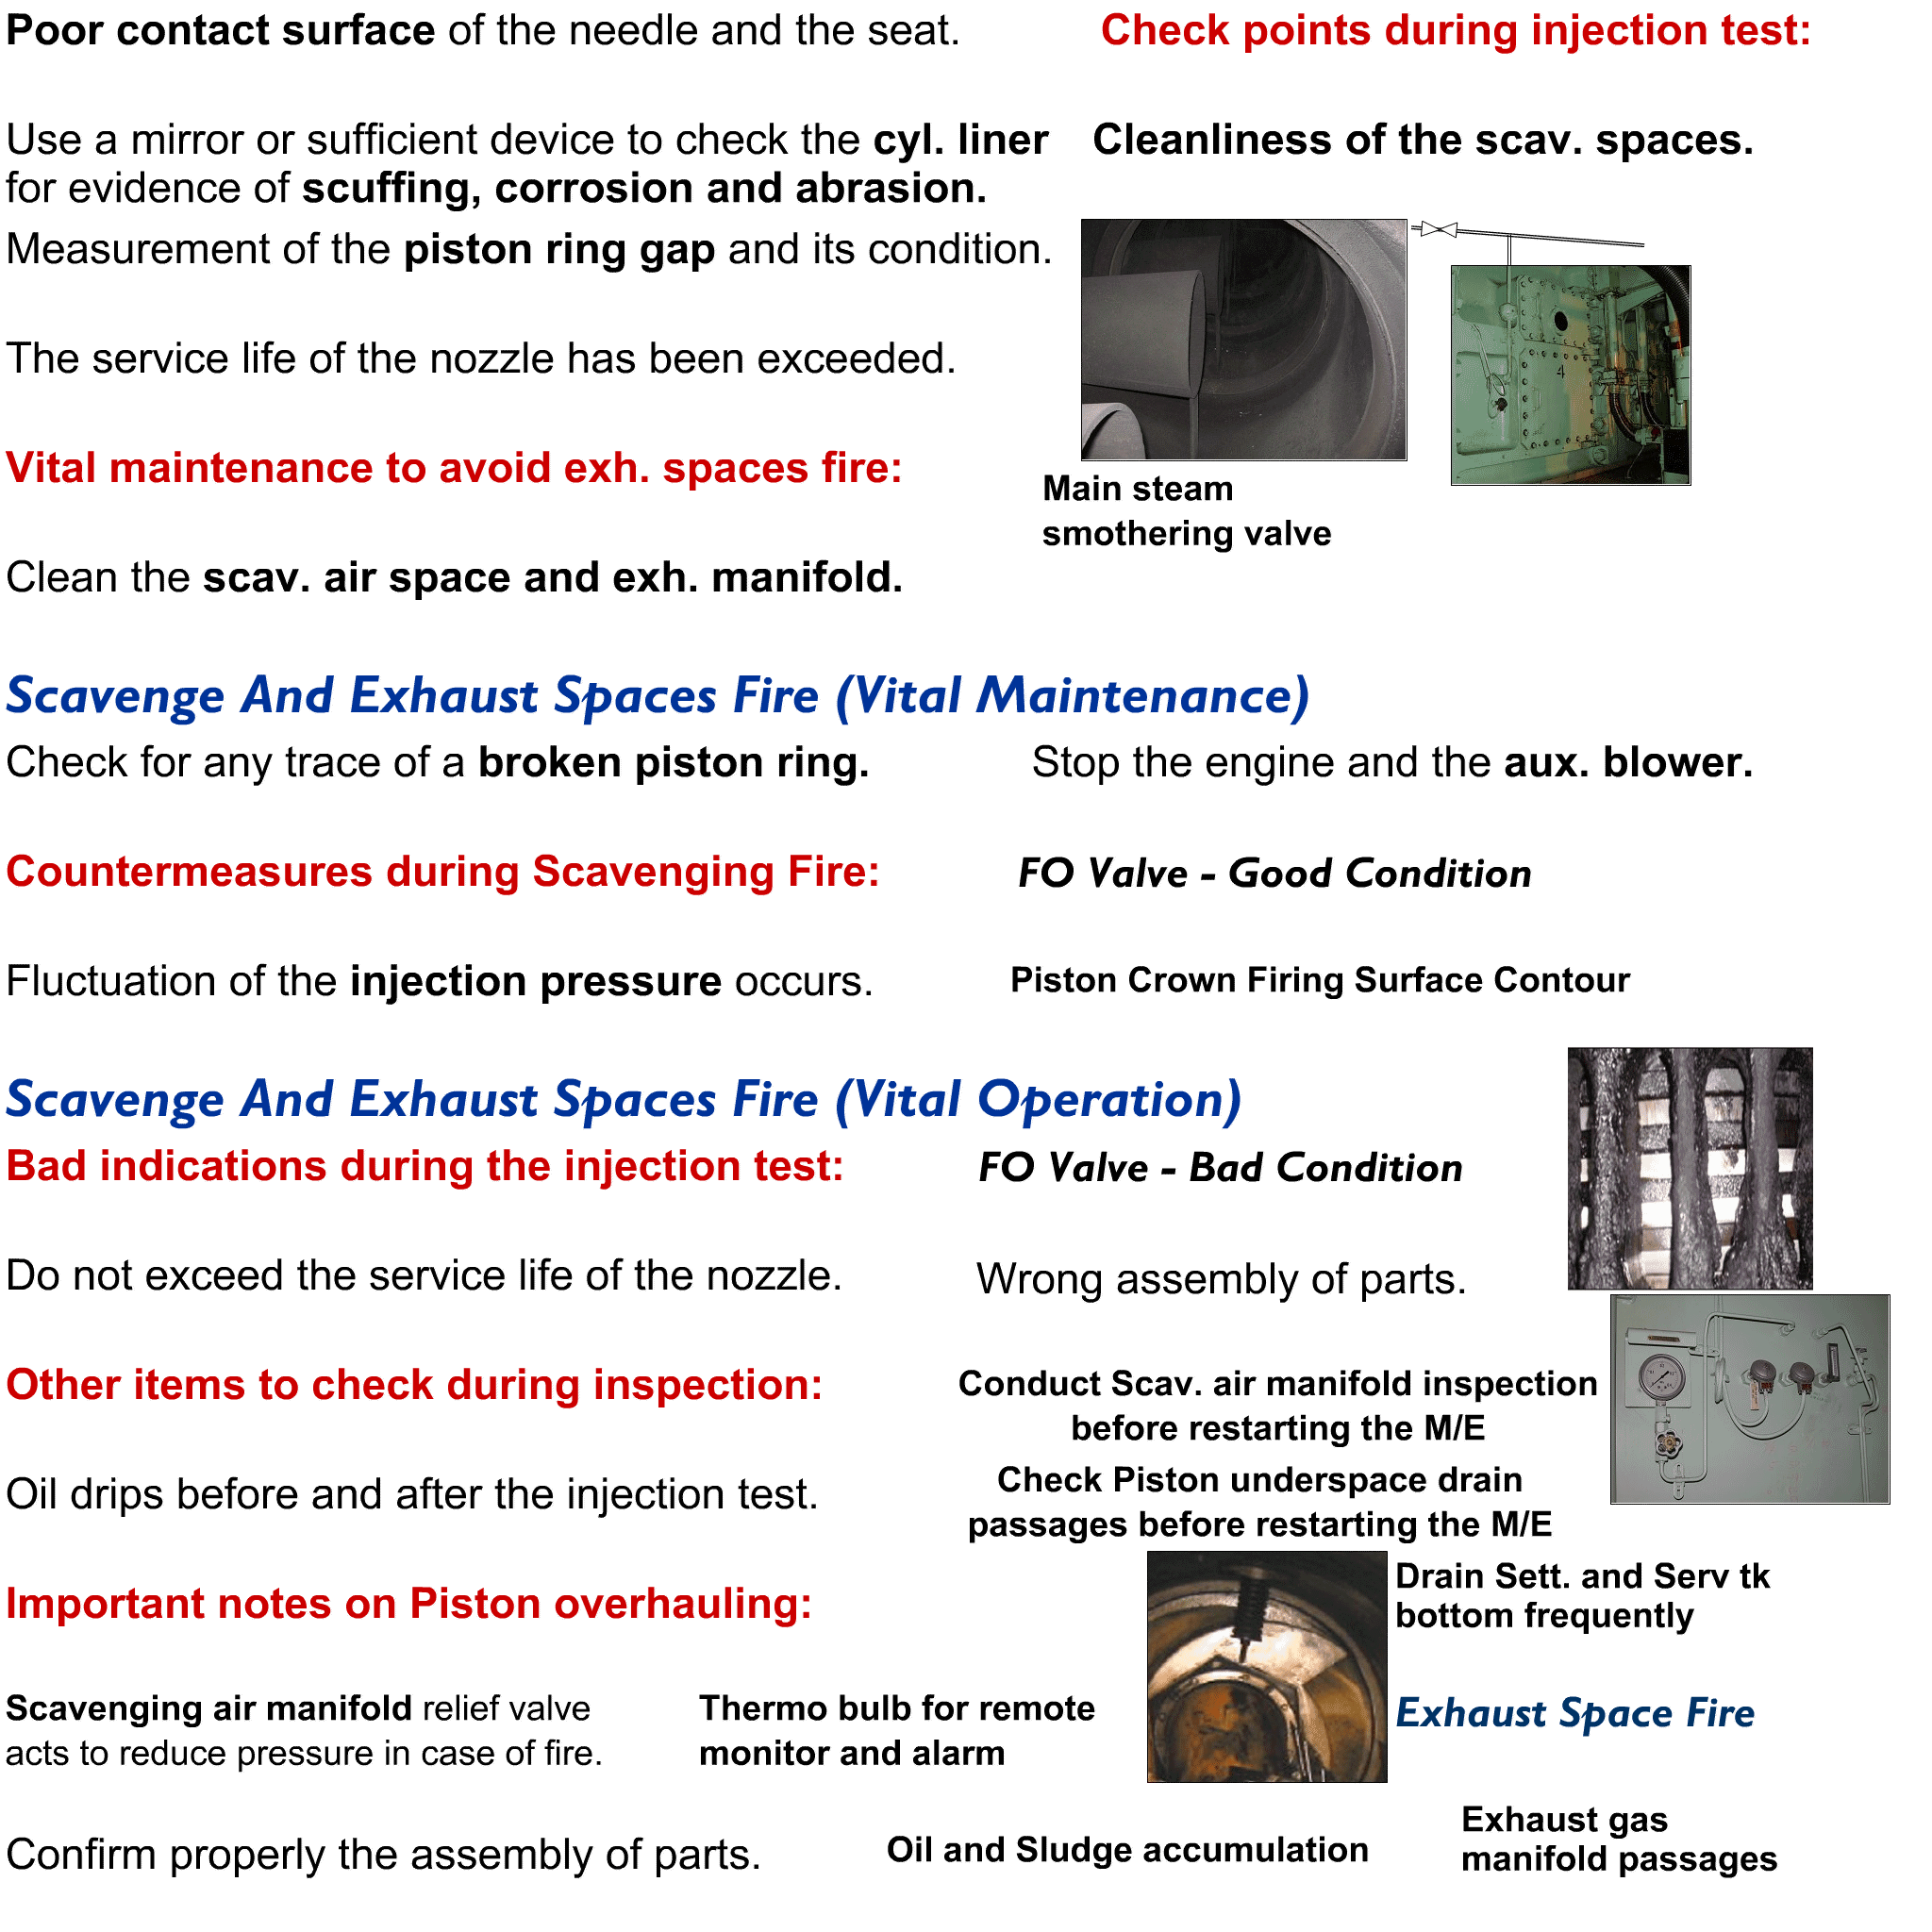 Poor contact surface of the needle and the seat.
Check points during injection test:
Use a mirror or sufficient device to check the cyl. liner
for evidence of scuffing, corrosion and abrasion.
Cleanliness of the scav. spaces.
Measurement of the piston ring gap and its condition.
4
The service life of the nozzle has been exceeded.
Vital maintenance to avoid exh. spaces fire:
Main steam
smothering valve
Clean the scav. air space and exh. manifold.
Scavenge And Exhaust Spaces Fire (Vital Maintenance)
Check for any trace of a broken piston ring.
Stop the engine and the aux. blower.
Countermeasures during Scavenging Fire:
FO Valve - Good Condition
Fluctuation of the injection pressure occurs.
Piston Crown Firing Surface Contour
Scavenge And Exhaust Spaces Fire (Vital Operation)
Bad indications during the injection test:
FO Valve - Bad Condition
Do not exceed the service life of the nozzle.
Wrong assembly of parts.
Other items to check during inspection:
Conduct Scav. air manifold inspection
before restarting the M/E
Oil drips before and after the injection test.
Check Piston underspace drain
passages before restarting the M/E
Important notes on Piston overhauling:
Drain Sett. and Serv tk
bottom frequently
Scavenging air manifold relief valve
acts to reduce pressure in case of fire.
Thermo bulb for remote
monitor and alarm
Exhaust Space Fire
Confirm properly the assembly of parts.
Oil and Sludge accumulation
Exhaust gas
manifold passages